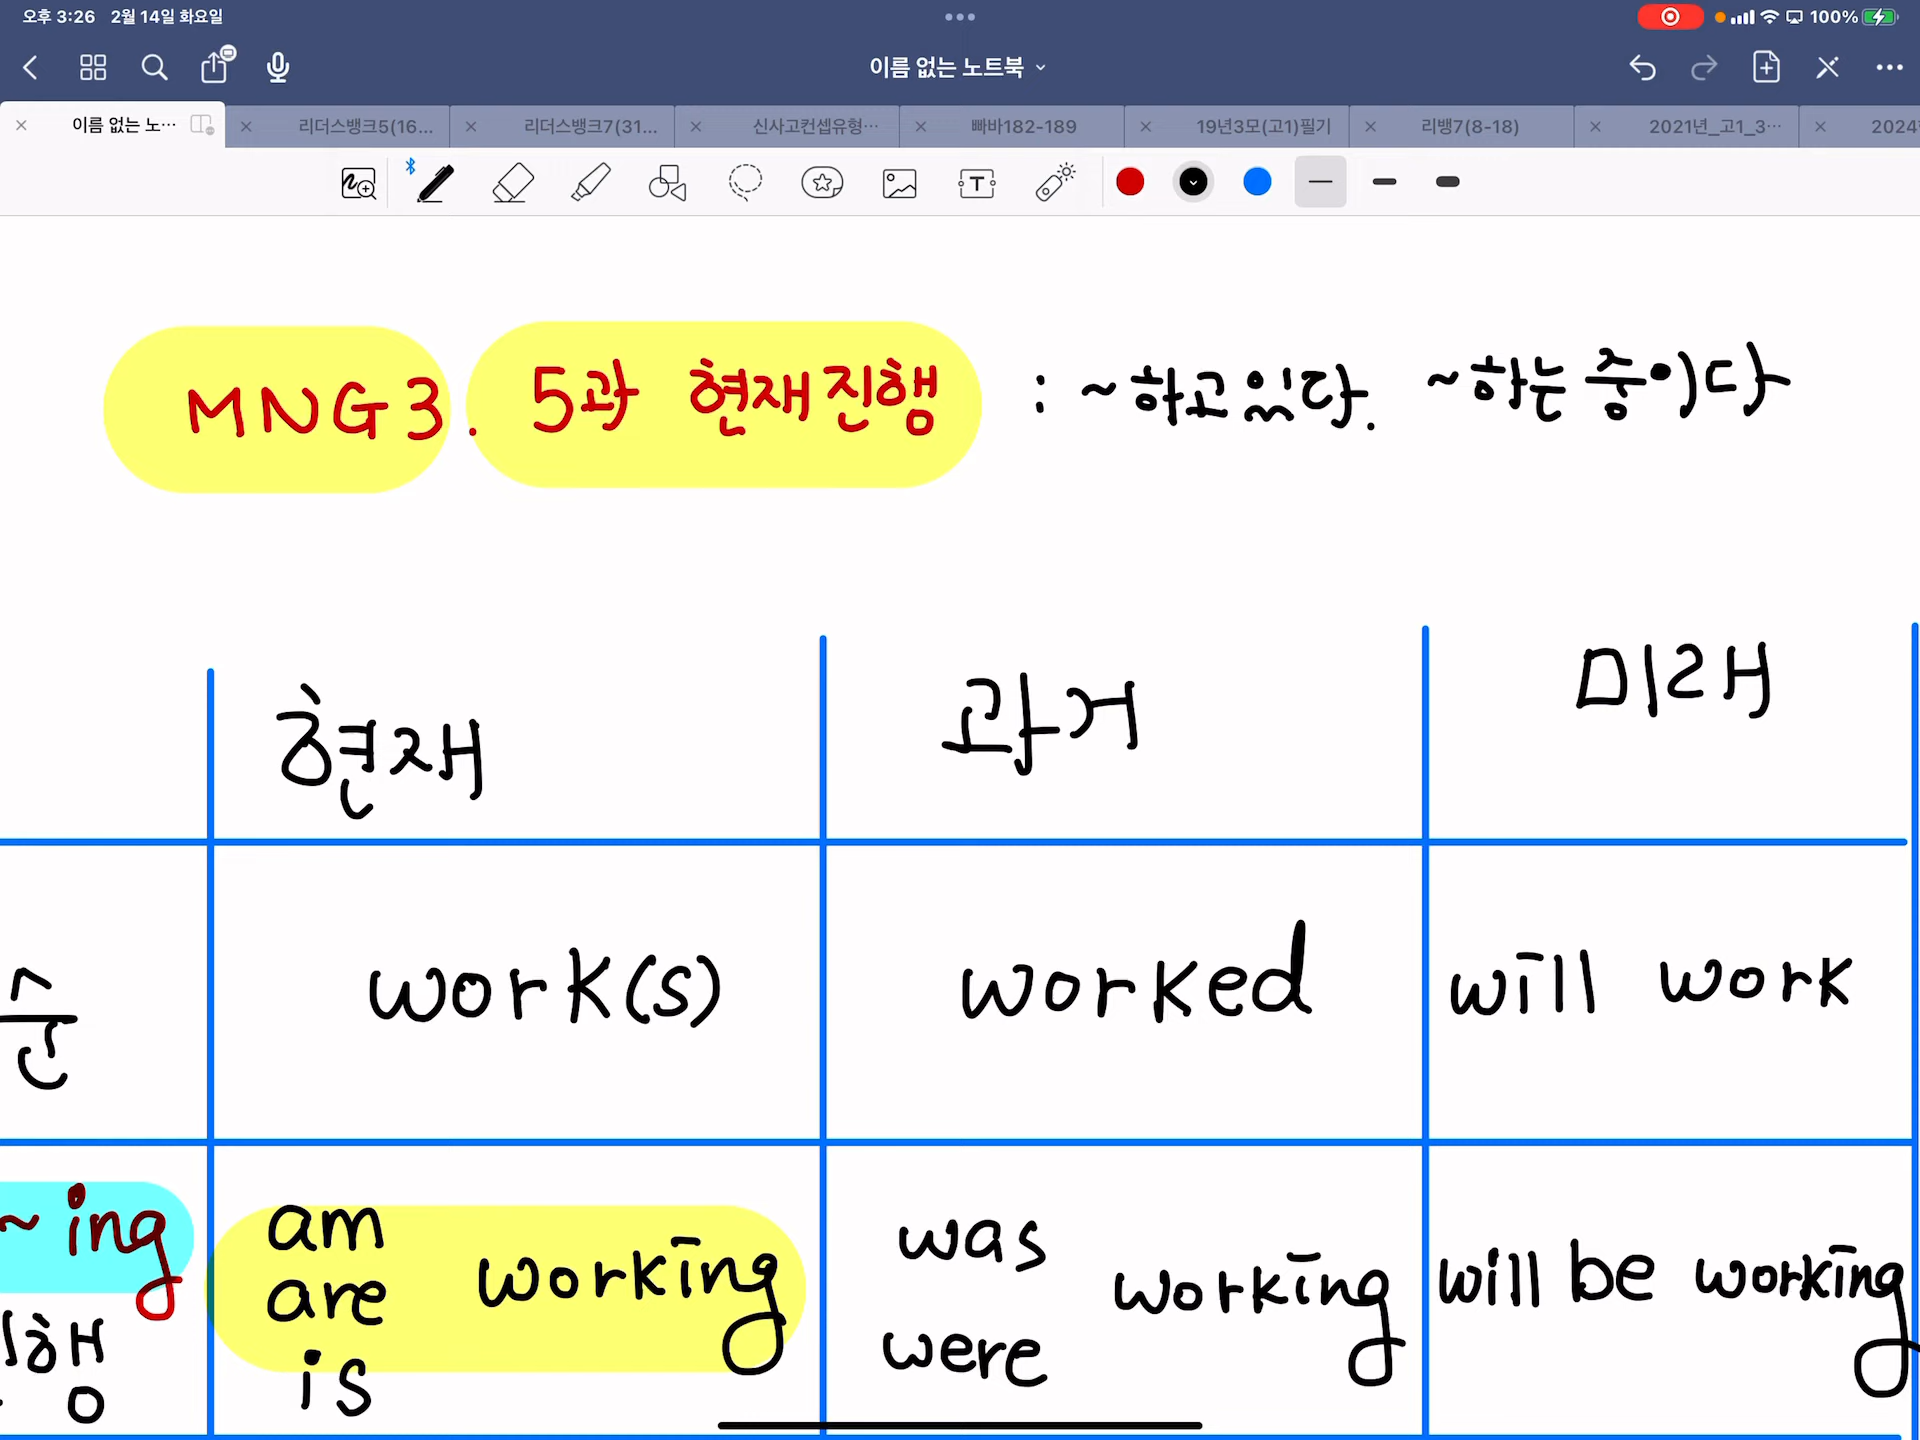 오후 3:26 2월 14일 화요일
100%
이름 없는 노트북
이름 없는 노···
리더스뱅크5(16...
리더스뱅크7(31...
신사고컨셉유형···
빠바182-189
19년3모(고1)필기
리뱅7(8-18)
2021년_고1_3···
T
MNG3. 5과 현재진행 : ~하고 있다. ~하는 중이다
현재 과거 미래
work(s) worked will work
~ing
am
are
is
working
was
were
working
will be working